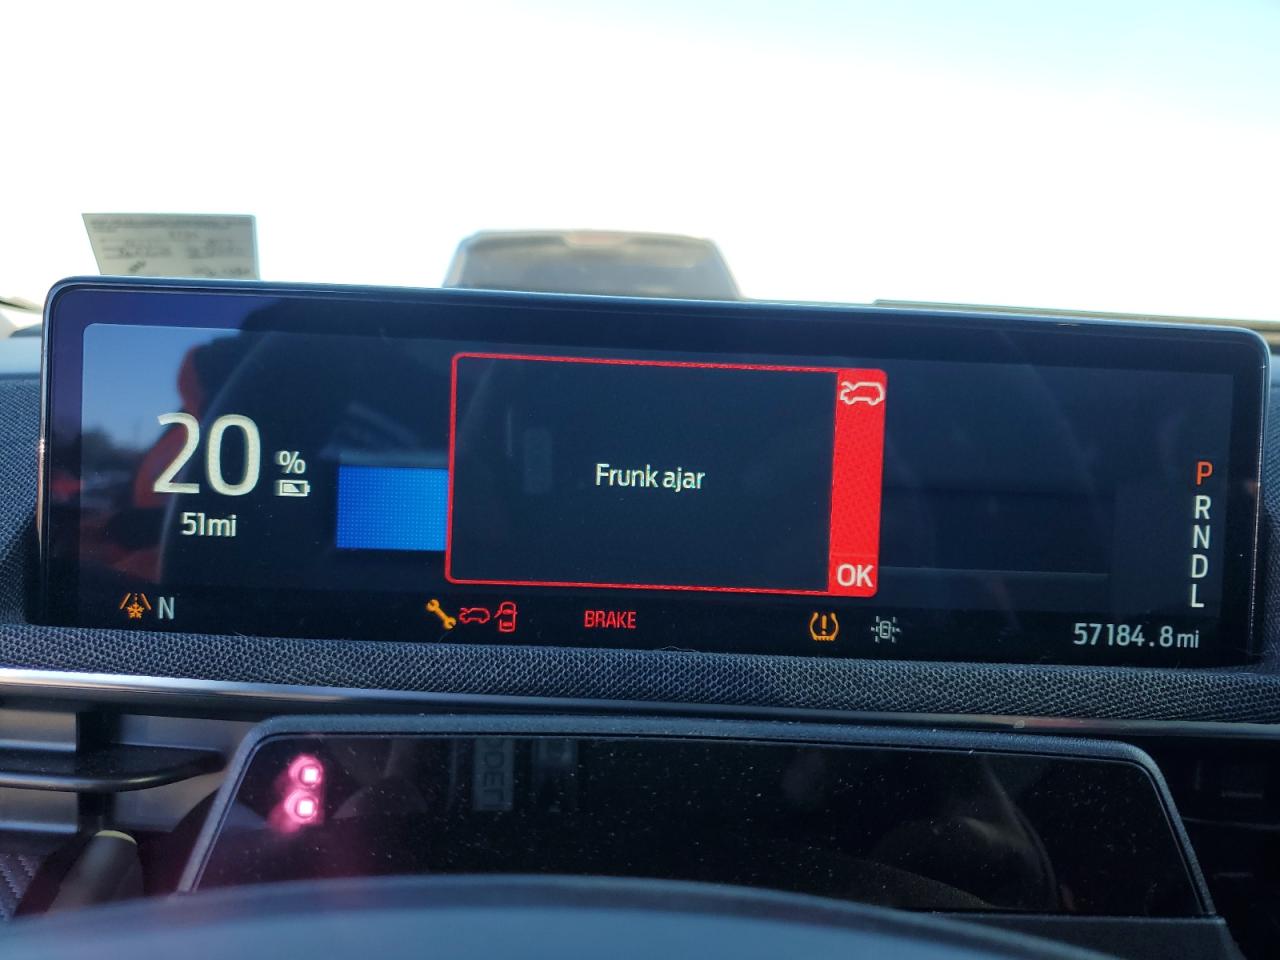 20 %
51mi
Frunk ajar
OK
P
R
N
D
L
N
BRAKE
57184.8mi